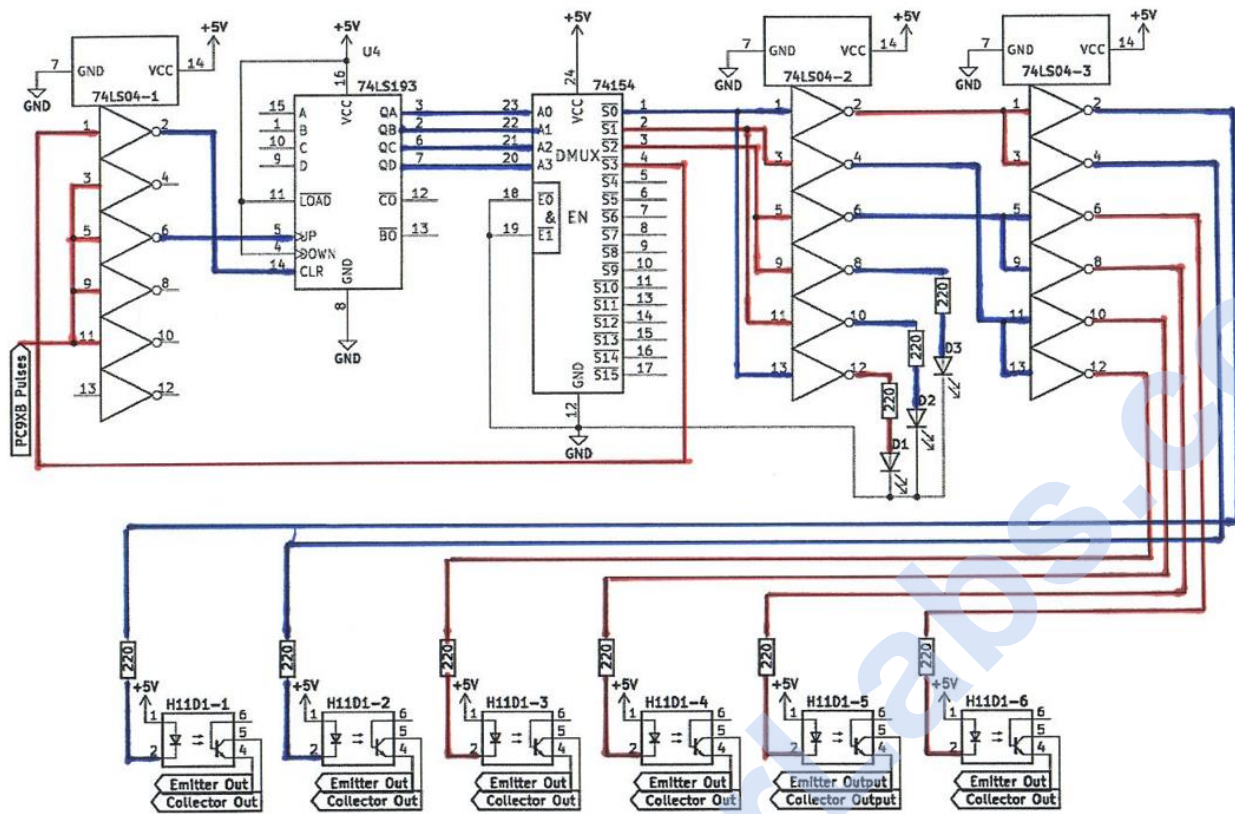 +5V
7 GND
VCC 14
GND
74LS04-1
1 2
3 4
5 6
9 8
11 10
13 12
PC9XB Pulses
+5V
U4
16
74LS193
VCC
15 A
1 B
10 C
9 D
11 LOAD
5 UP
4 DOWN
14 CLR
QA 3
QB 2
QC 6
QD 7
CO 12
BO 13
GND
8
GND
+5V
24
74154
VCC
DMUX
23 A0
22 A1
21 A2
20 A3
18 E0
19 E1
& EN
S0 1
S1 2
S2 3
S3 4
S4 5
S5 6
S6 7
S7 8
S8 9
S9 10
S10 11
S11 13
S12 14
S13 15
S14 16
S15 17
GND
12
GND
+5V
7 GND
VCC 14
GND
74LS04-2
1 2
3 4
5 6
9 8
11 10
13 12
220
220
220
D3
D2
D1
+5V
7 GND
VCC 14
GND
74LS04-3
1 2
3 4
5 6
9 8
11 10
13 12
220 220 220 220 220 220
+5V +5V +5V +5V +5V +5V
H11D1-1 H11D1-2 H11D1-3 H11D1-4 H11D1-5 H11D1-6
1 6 1 6 1 6 1 6 1 6 1 6
5 5 5 5 5 5
2 4 2 4 2 4 2 4 2 4 2 4
Emitter Out Emitter Out Emitter Out Emitter Out Emitter Output Emitter Out
Collector Out Collector Out Collector Out Collector Out Collector Output Collector Out